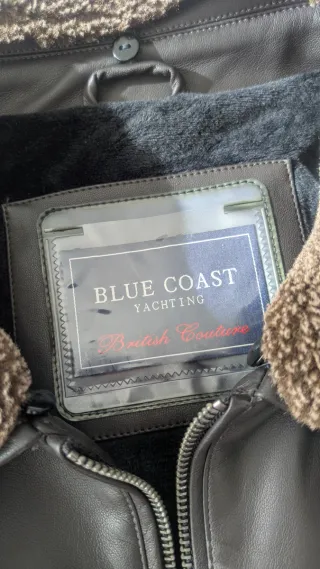 BLUE COAST
YACHTING
British Couture